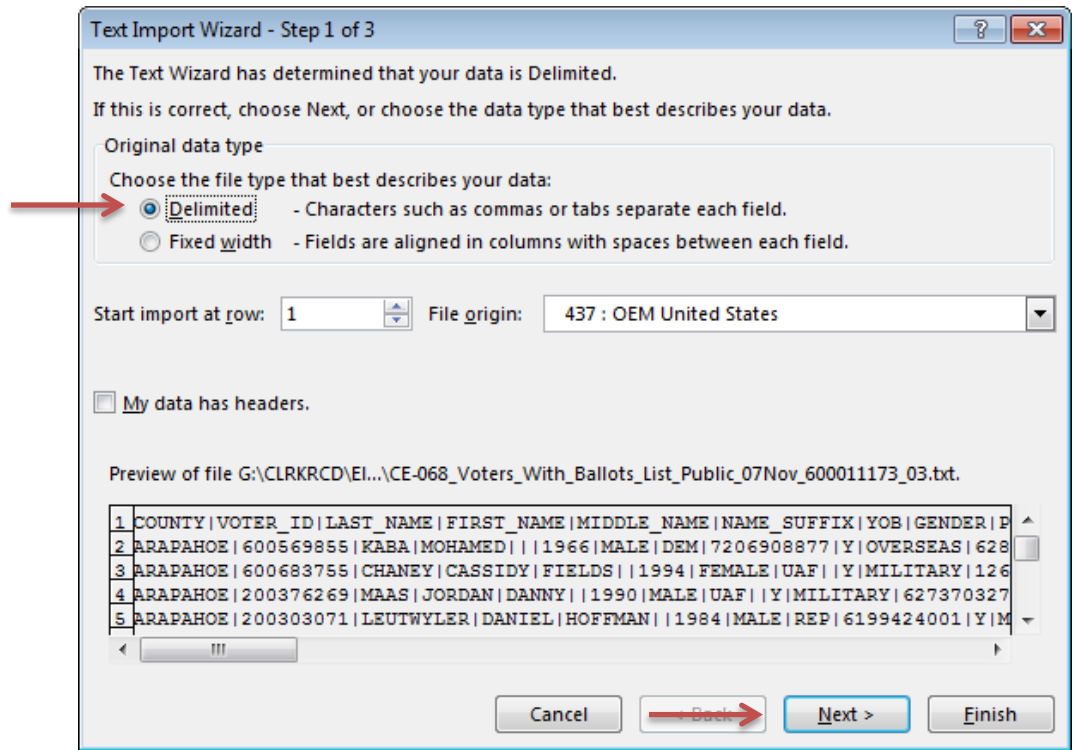 Text Import Wizard - Step 1 of 3
The Text Wizard has determined that your data is Delimited.
If this is correct, choose Next, or choose the data type that best describes your data.
Original data type
Choose the file type that best describes your data:
Delimited - Characters such as commas or tabs separate each field.
Fixed width - Fields are aligned in columns with spaces between each field.
Start import at row: 1 File origin: 437 : OEM United States
My data has headers.
Preview of file G:\CLRKRCD\El...\CE-068_Voters_With_Ballots_List_Public_07Nov_600011173_03.txt.
1 COUNTY|VOTER_ID|LAST_NAME|FIRST_NAME|MIDDLE_NAME|NAME_SUFFIX|YOB|GENDER|P
2 ARAPAHOE|600569855|KABA|MOHAMED|||1966|MALE|DEM|7206908877|Y|OVERSEAS|628
3 ARAPAHOE|600683755|CHANEY|CASSIDY|FIELDS||1994|FEMALE|UAF||Y|MILITARY|126
4 ARAPAHOE|200376269|MAAS|JORDAN|DANNY||1990|MALE|UAF||Y|MILITARY|627370327
5 ARAPAHOE|200303071|LEUTWYLER|DANIEL|HOFFMAN||1984|MALE|REP|6199424001|Y|M
Cancel < Back Next > Finish